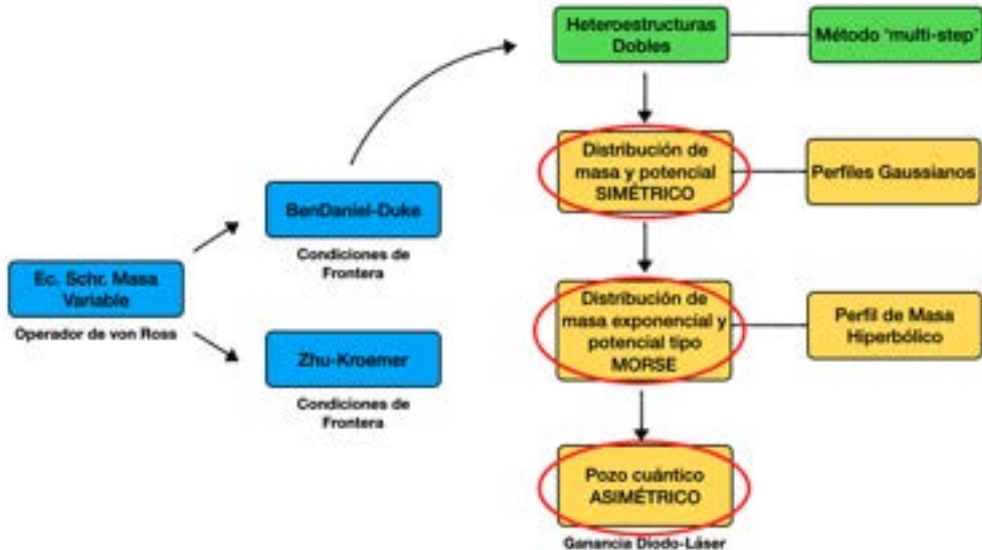 Heteroestructuras
Dobles
Método 'multi-step'
Distribución de
masa y potencial
SIMÉTRICO
Perfiles Gaussianos
BenDaniel-Duke
Condiciones de
Frontera
Ec. Schr. Masa
Variable
Operador de von Ross
Zhu-Kroemer
Condiciones de
Frontera
Distribución de
masa exponencial y
potencial tipo
MORSE
Perfil de Masa
Hiperbólico
Pozo cuántico
ASIMÉTRICO
Ganancia Diodo-Láser